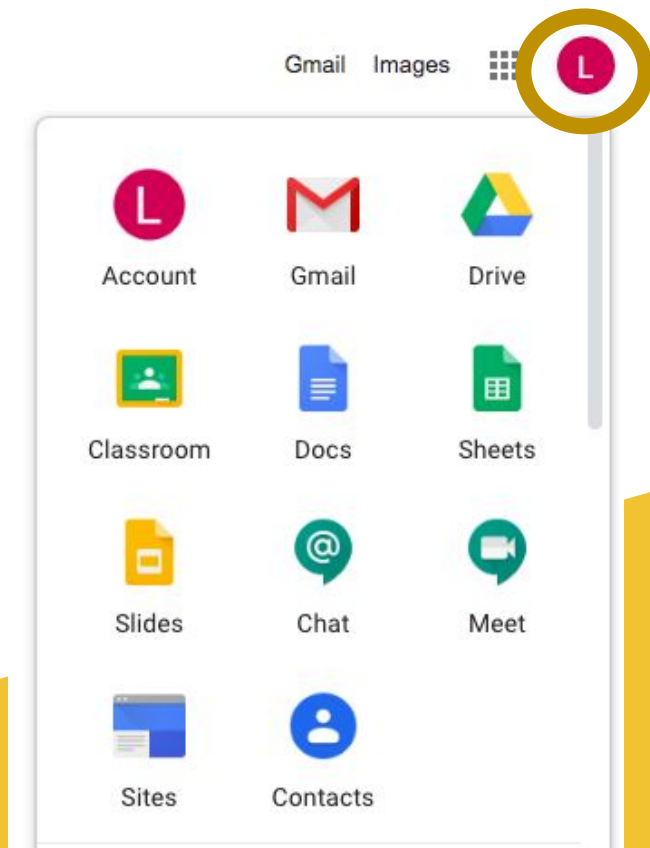 Gmail Images L
L
Account Gmail Drive
Classroom Docs Sheets
@
Slides Chat Meet
Sites Contacts